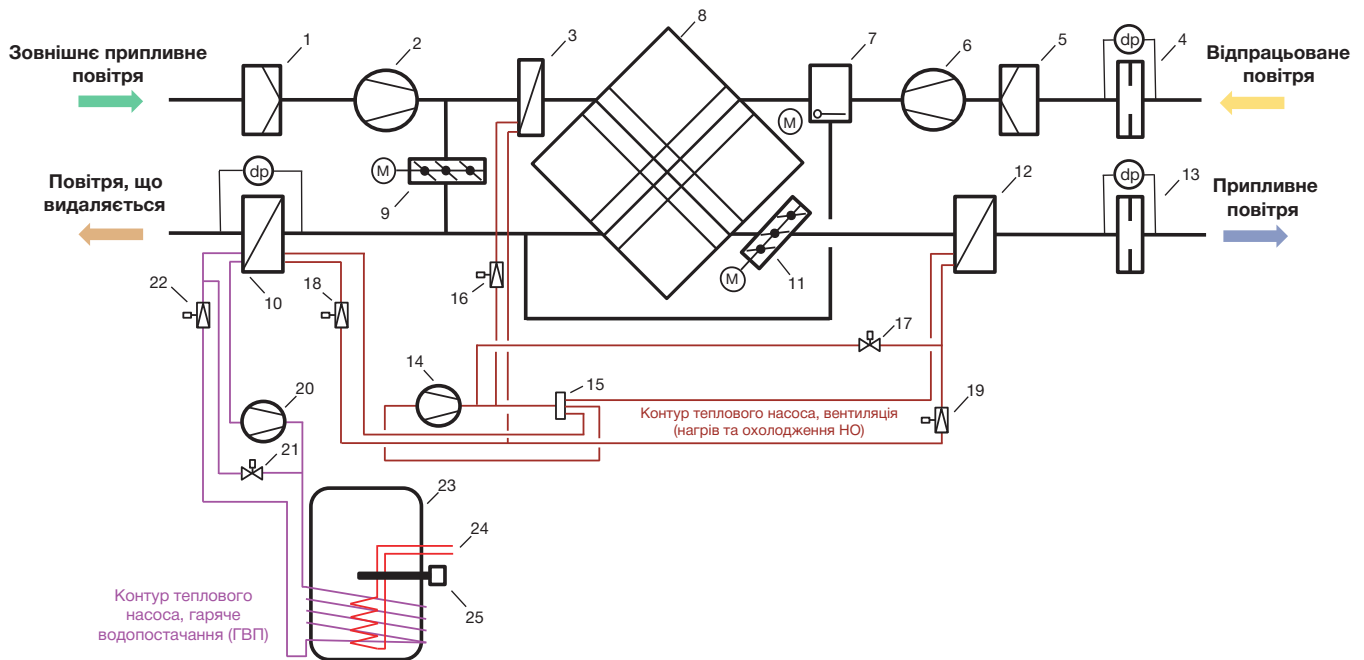 1
2
3
8
7
6
5
dp
4
Зовнішнє припливне
повітря
Відпрацьоване
повітря
M
M
9
dp
Повітря, що
видаляється
12
dp
13
Припливне
повітря
M
11
22
10
18
16
17
14
15
19
Контур теплового насоса, вентиляція
(нагрів та охолодження НО)
20
21
23
24
25
Контур теплового
насоса, гаряче
водопостачання (ГВП)